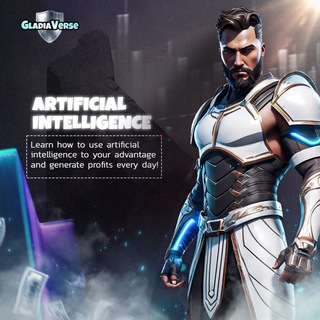 GLADIAVERSE
ARTIFICIAL
INTELLIGENCE
Learn how to use artificial
intelligence to your advantage
and generate profits every day!